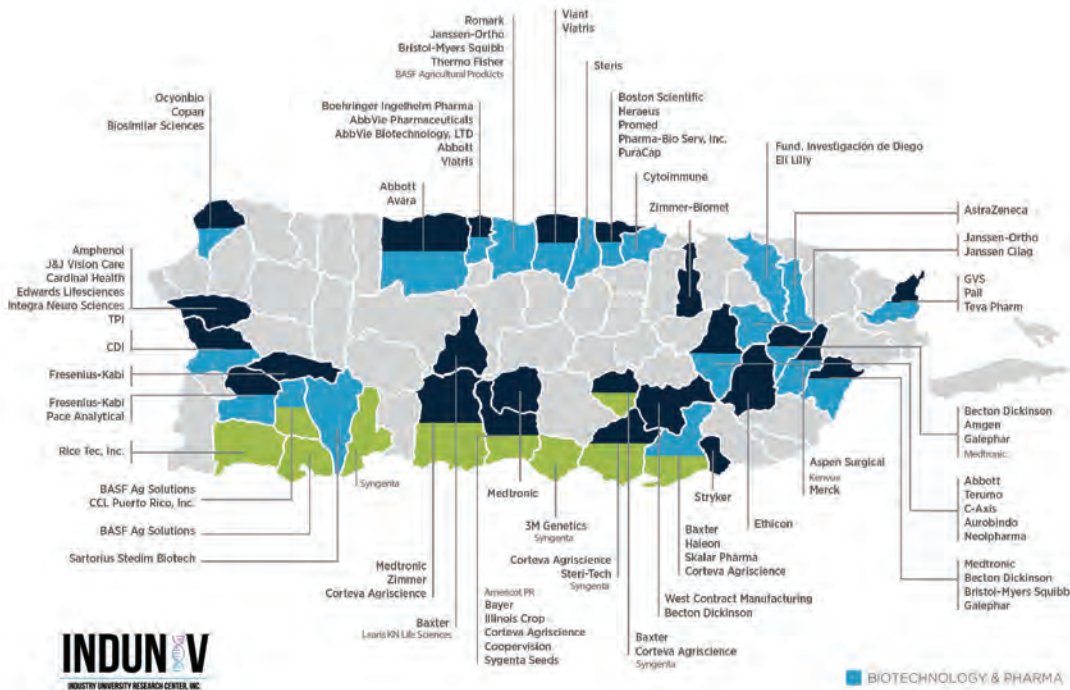 Romark
Janssen-Ortho
Bristol-Myers Squibb
Thermo Fisher
BASF Agricultural Products
Viant
Viatris
Steris
Ocyonbio
Copan
Biosimilar Sciences
Boehringer Ingelheim Pharma
AbbVie Pharmaceuticals
AbbVie Biotechnology, LTD
Abbott
Viatris
Boston Scientific
Heraeus
Promed
Pharma-Bio Serv, Inc.
PuraCap
Fund. Investigación de Diego
Eli Lilly
Abbott
Avara
Cytoimmune
Zimmer-Biomet
AstraZeneca
Janssen-Ortho
Janssen Cilag
GVS
Pall
Teva Pharm
Amphenol
J&J Vision Care
Cardinal Health
Edwards Lifesciences
Integra Neuro Sciences
TPI
CDI
Fresenius-Kabi
Fresenius-Kabi
Pace Analytical
Rice Tec, Inc.
BASF Ag Solutions
CCL Puerto Rico, Inc.
BASF Ag Solutions
Sartorius Stedim Biotech
Syngenta
Medtronic
Zimmer
Corteva Agriscience
Baxter
Learis KN Life Sciences
Medtronic
Americot PR
Bayer
Illinois Crop
Corteva Agriscience
Coopervision
Sygenta Seeds
3M Genetics
Syngenta
Corteva Agriscience
Steri-Tech
Syngenta
Baxter
Corteva Agriscience
Syngenta
West Contract Manufacturing
Becton Dickinson
Baxter
Haleon
Skalar Pharma
Corteva Agriscience
Stryker
Ethicon
Aspen Surgical
Kenvue
Merck
Becton Dickinson
Amgen
Galephar
Medtronic
Abbott
Terumo
C-Axis
Aurobindo
Neolpharma
Medtronic
Becton Dickinson
Bristol-Myers Squibb
Galephar
INDUNIV
INDUSTRY UNIVERSITY RESEARCH CENTER, INC.
BIOTECHNOLOGY & PHARMA